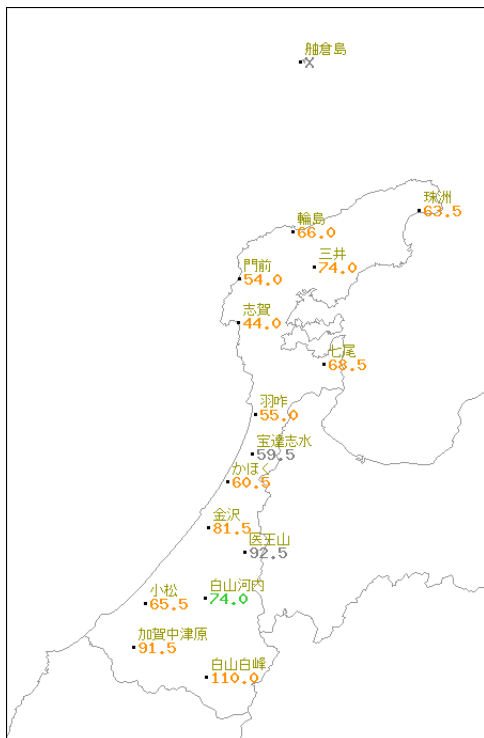 舳倉島
X
珠洲
63.5
輪島
66.0
三井
74.0
門前
54.0
志賀
44.0
七尾
68.5
羽咋
55.0
宝達志水
59.5
かほく
60.5
金沢
81.5
医王山
92.5
白山河内
74.0
小松
65.5
加賀中津原
91.5
白山白峰
110.0